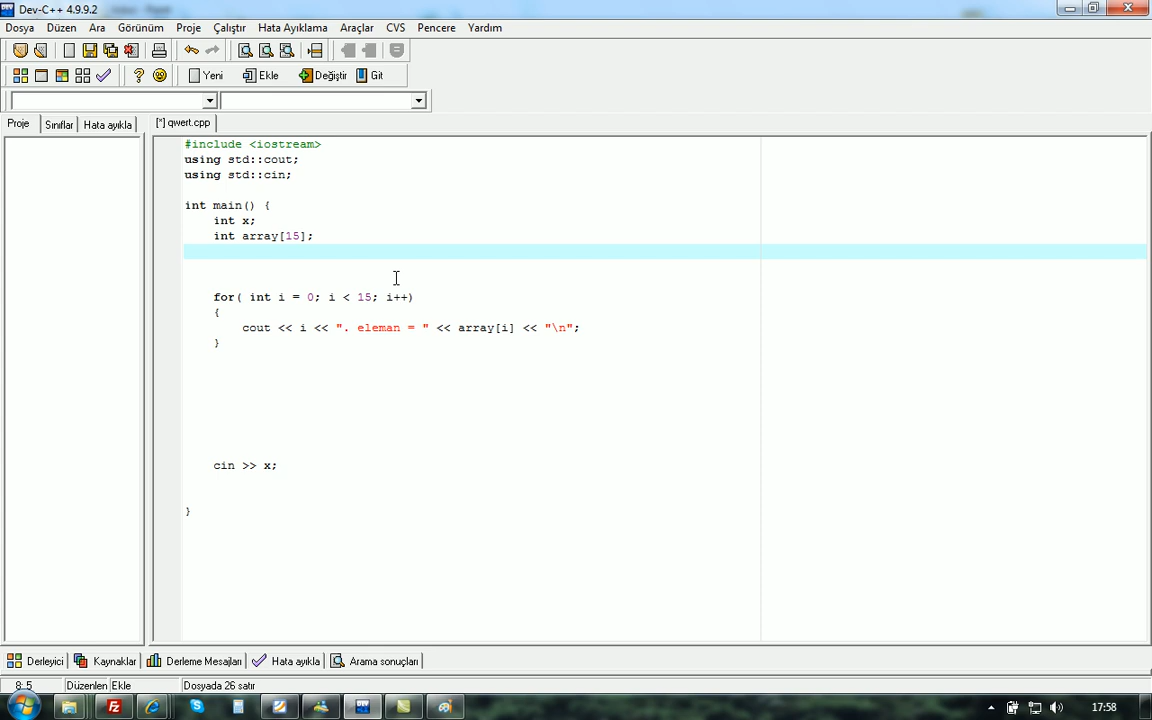 Dev-C++ 4.9.9.2
Dosya Düzen Ara Görünüm Proje Çalıştır Hata Ayıklama Araçlar CVS Pencere Yardım
Yeni Ekle Değiştir Git
Proje Sınıflar Hata ayıkla [*] qwert.cpp
#include <iostream>
using std::cout;
using std::cin;
int main() {
int x;
int array[15];
for( int i = 0; i < 15; i++)
{
cout << i << ". eleman = " << array[i] << "\n";
}
cin >> x;
}
Derleyici Kaynaklar Derleme Mesajları Hata ayıkla Arama sonuçları
8: 5 Düzenlen Ekle Dosyada 26 satır
17:58